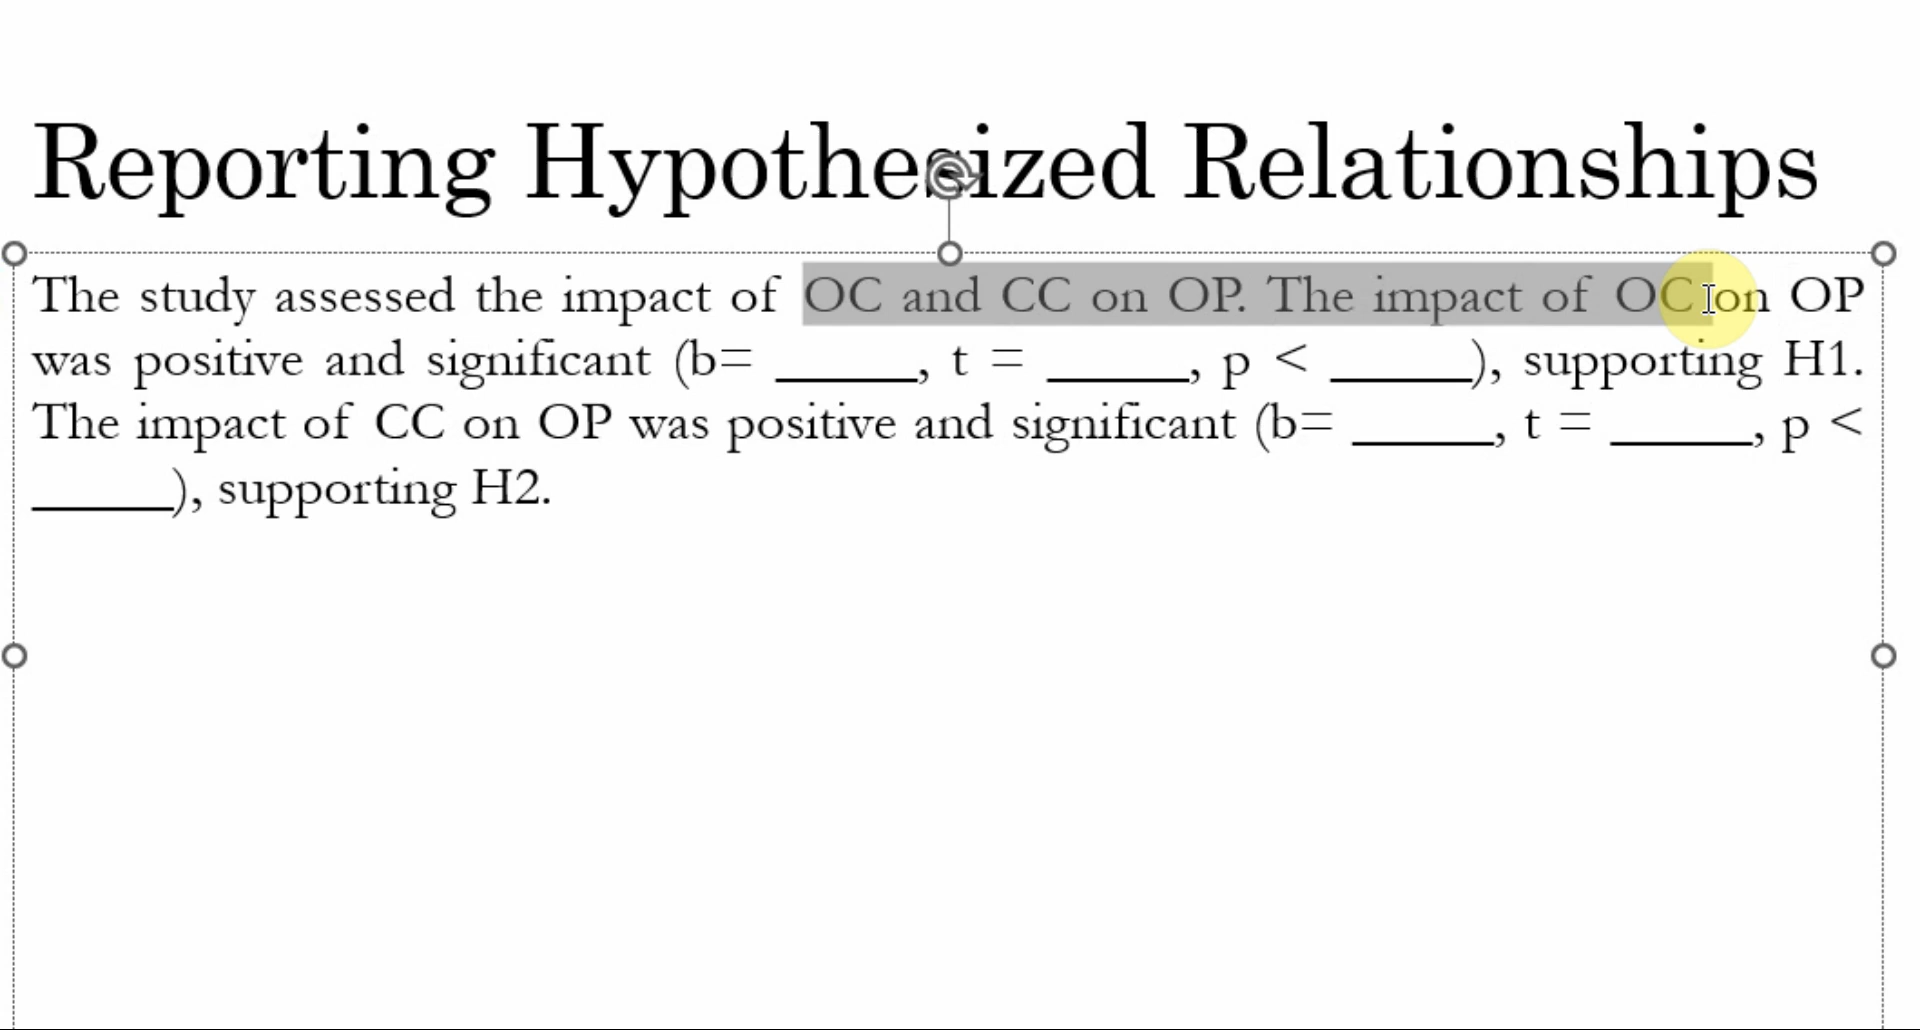 Reporting Hypothesized Relationships
The study assessed the impact of OC and CC on OP. The impact of OC on OP
was positive and significant (b= _____, t = _____, p < _____), supporting H1.
The impact of CC on OP was positive and significant (b= _____, t = _____, p <
_____), supporting H2.